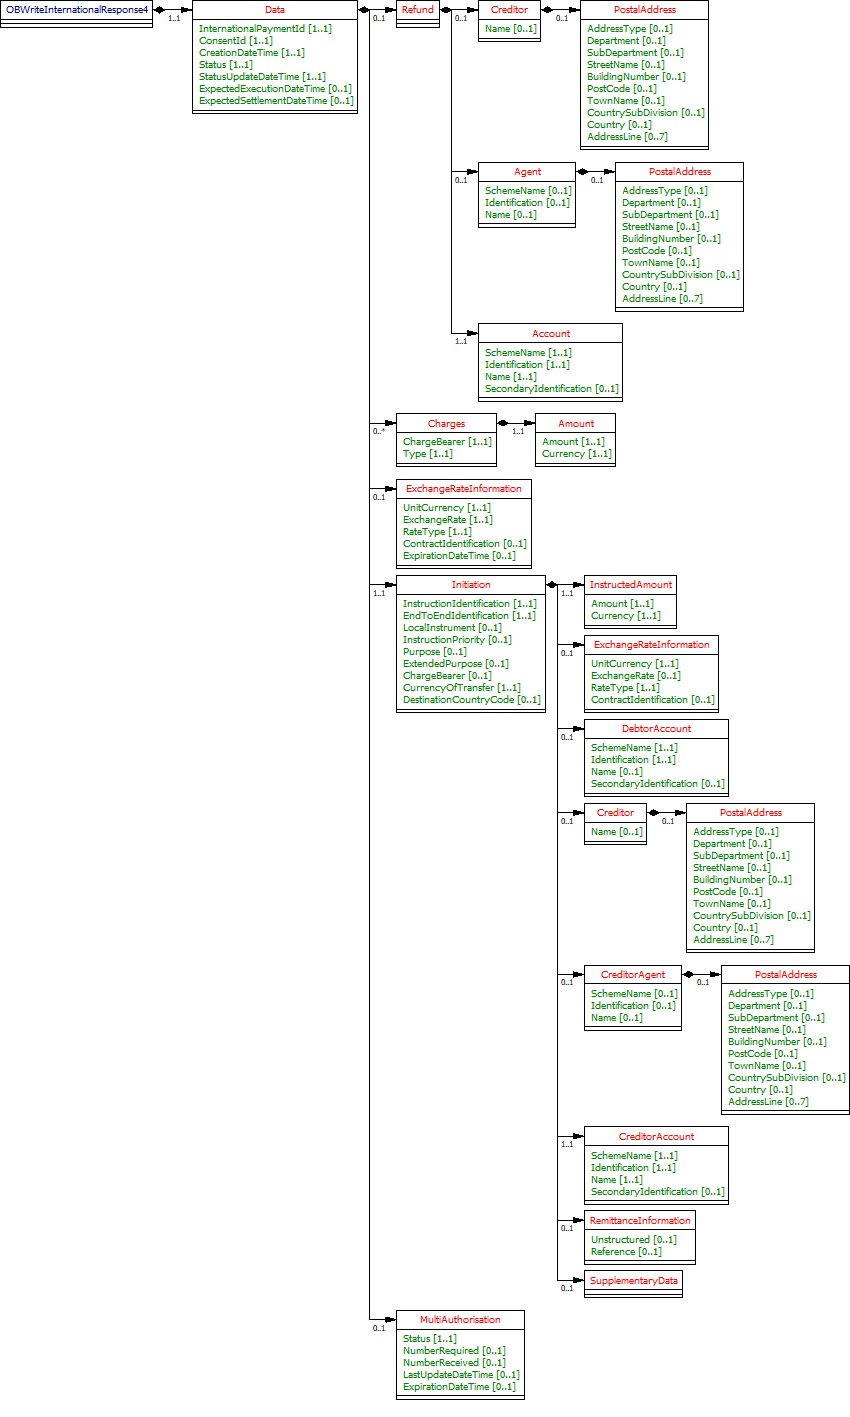 OBWriteInternationalResponse4
1..1
Data
InternationalPaymentId [1..1]
ConsentId [1..1]
CreationDateTime [1..1]
Status [1..1]
StatusUpdateDateTime [1..1]
ExpectedExecutionDateTime [0..1]
ExpectedSettlementDateTime [0..1]
0..1
Refund
0..1
Creditor
Name [0..1]
0..1
PostalAddress
AddressType [0..1]
Department [0..1]
SubDepartment [0..1]
StreetName [0..1]
BuildingNumber [0..1]
PostCode [0..1]
TownName [0..1]
CountrySubDivision [0..1]
Country [0..1]
AddressLine [0..7]
0..1
Agent
SchemeName [0..1]
Identification [0..1]
Name [0..1]
0..1
PostalAddress
AddressType [0..1]
Department [0..1]
SubDepartment [0..1]
StreetName [0..1]
BuildingNumber [0..1]
PostCode [0..1]
TownName [0..1]
CountrySubDivision [0..1]
Country [0..1]
AddressLine [0..7]
1..1
Account
SchemeName [1..1]
Identification [1..1]
Name [1..1]
SecondaryIdentification [0..1]
0..*
Charges
ChargeBearer [1..1]
Type [1..1]
1..1
Amount
Amount [1..1]
Currency [1..1]
0..1
ExchangeRateInformation
UnitCurrency [1..1]
ExchangeRate [1..1]
RateType [1..1]
ContractIdentification [0..1]
ExpirationDateTime [0..1]
1..1
Initiation
InstructionIdentification [1..1]
EndToEndIdentification [1..1]
LocalInstrument [0..1]
InstructionPriority [0..1]
Purpose [0..1]
ExtendedPurpose [0..1]
ChargeBearer [0..1]
CurrencyOfTransfer [1..1]
DestinationCountryCode [0..1]
1..1
InstructedAmount
Amount [1..1]
Currency [1..1]
0..1
ExchangeRateInformation
UnitCurrency [1..1]
ExchangeRate [0..1]
RateType [1..1]
ContractIdentification [0..1]
0..1
DebtorAccount
SchemeName [1..1]
Identification [1..1]
Name [0..1]
SecondaryIdentification [0..1]
0..1
Creditor
Name [0..1]
0..1
PostalAddress
AddressType [0..1]
Department [0..1]
SubDepartment [0..1]
StreetName [0..1]
BuildingNumber [0..1]
PostCode [0..1]
TownName [0..1]
CountrySubDivision [0..1]
Country [0..1]
AddressLine [0..7]
0..1
CreditorAgent
SchemeName [0..1]
Identification [0..1]
Name [0..1]
0..1
PostalAddress
AddressType [0..1]
Department [0..1]
SubDepartment [0..1]
StreetName [0..1]
BuildingNumber [0..1]
PostCode [0..1]
TownName [0..1]
CountrySubDivision [0..1]
Country [0..1]
AddressLine [0..7]
1..1
CreditorAccount
SchemeName [1..1]
Identification [1..1]
Name [1..1]
SecondaryIdentification [0..1]
0..1
RemittanceInformation
Unstructured [0..1]
Reference [0..1]
0..1
SupplementaryData
0..1
MultiAuthorisation
Status [1..1]
NumberRequired [0..1]
NumberReceived [0..1]
LastUpdateDateTime [0..1]
ExpirationDateTime [0..1]